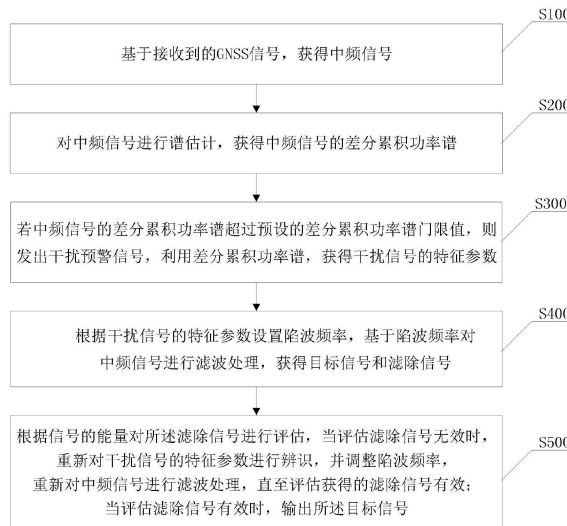 S100
基于接收到的GNSS信号，获得中频信号
S200
对中频信号进行谱估计，获得中频信号的差分累积功率谱
S300
若中频信号的差分累积功率谱超过预设的差分累积功率谱门限值，则
发出干扰预警信号，利用差分累积功率谱，获得干扰信号的特征参数
S400
根据干扰信号的特征参数设置陷波频率，基于陷波频率对
中频信号进行滤波处理，获得目标信号和滤除信号
S500
根据信号的能量对所述滤除信号进行评估，当评估滤除信号无效时，
重新对干扰信号的特征参数进行辨识，并调整陷波频率，
重新对中频信号进行滤波处理，直至评估获得的滤除信号有效；
当评估滤除信号有效时，输出所述目标信号